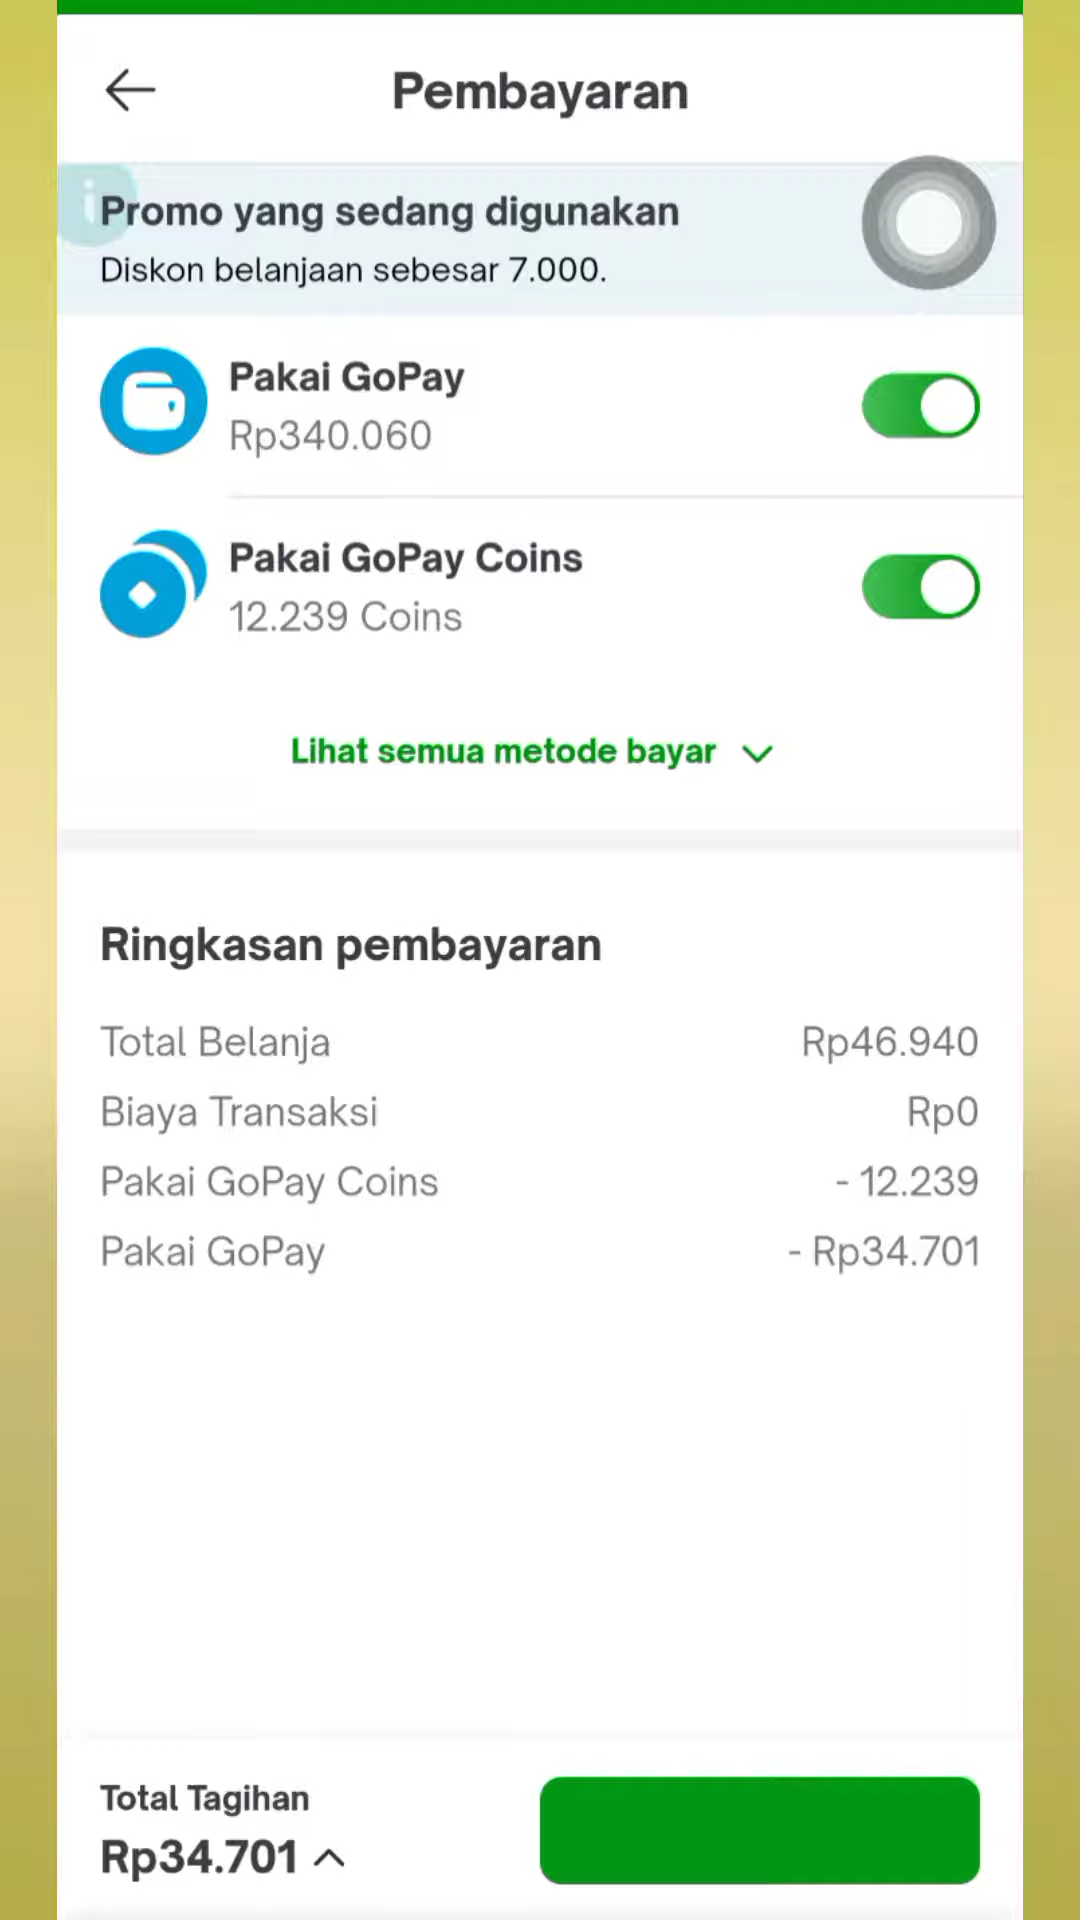 Pembayaran
Promo yang sedang digunakan
Diskon belanjaan sebesar 7.000.
Pakai GoPay
Rp340.060
Pakai GoPay Coins
12.239 Coins
Lihat semua metode bayar
Ringkasan pembayaran
Total Belanja Rp46.940
Biaya Transaksi Rp0
Pakai GoPay Coins - 12.239
Pakai GoPay - Rp34.701
Total Tagihan
Rp34.701